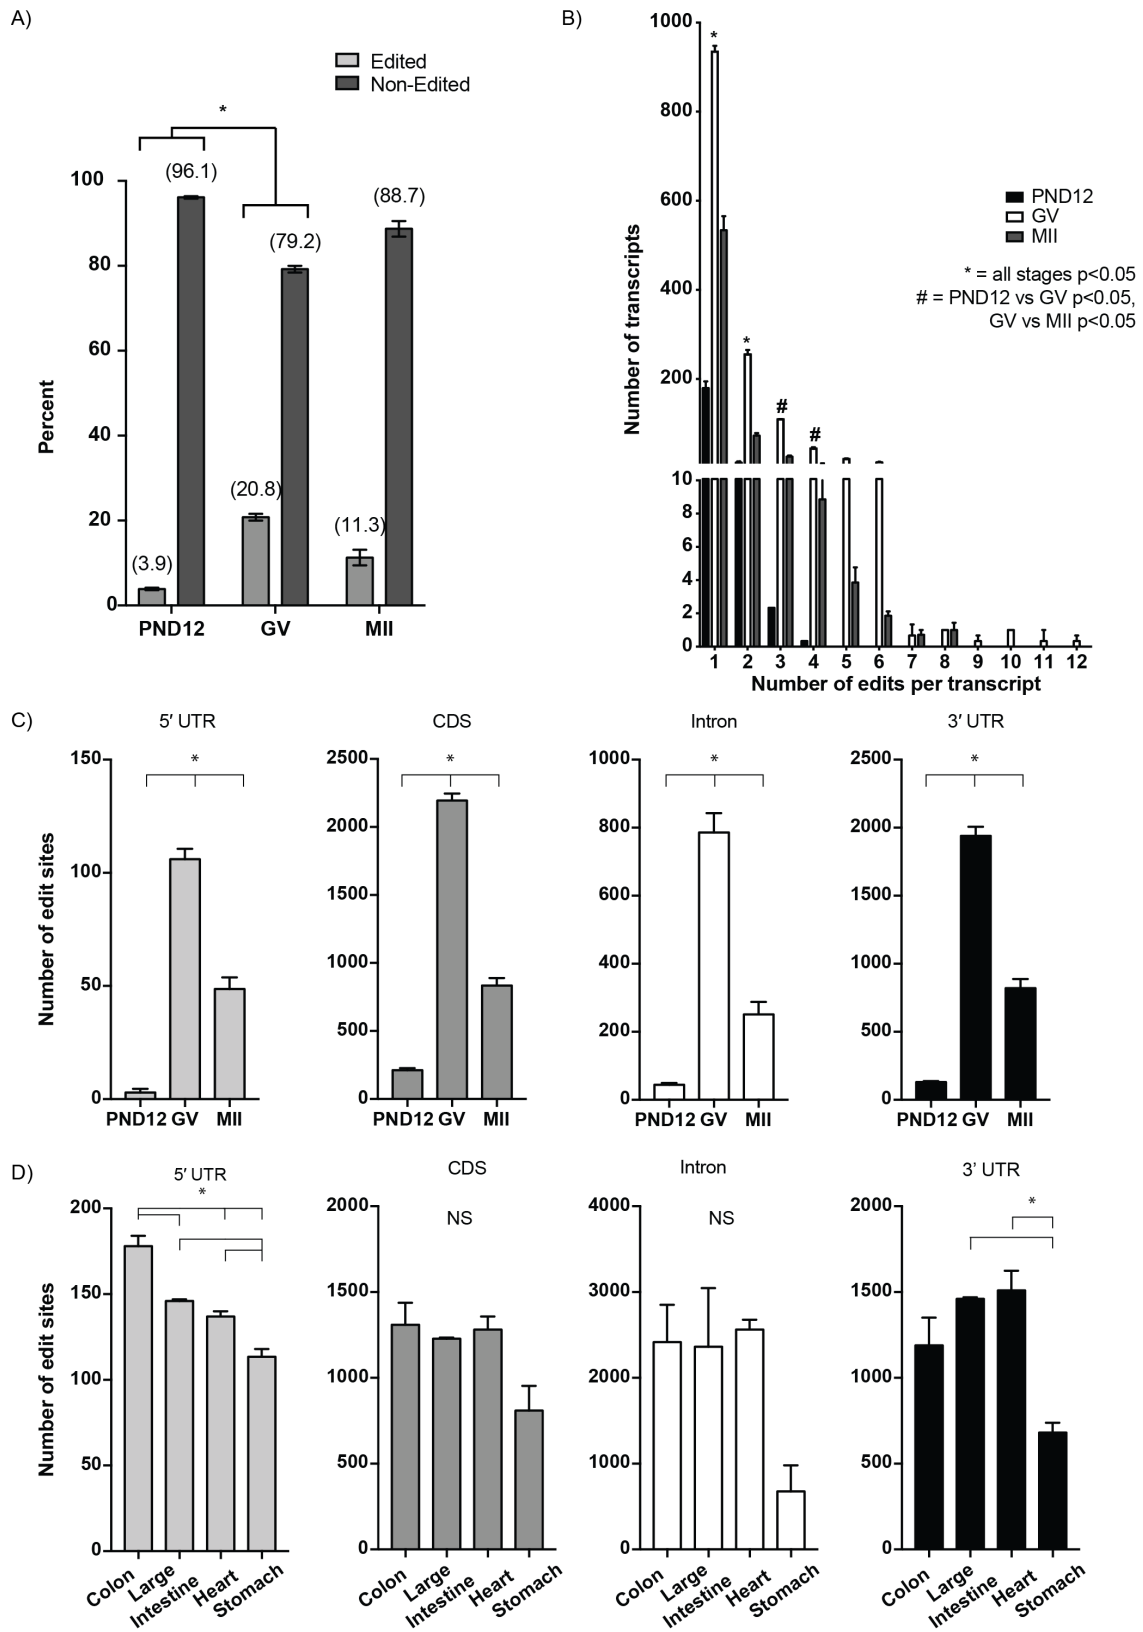 A)
Edited
Non-Edited
*
(96.1)
(79.2)
(88.7)
(20.8)
(11.3)
(3.9)
Percent
100
80
60
40
20
0
PND12 GV MII
B)
Number of transcripts
1000
800
600
400
200
10
8
6
4
2
0
*
*
#
#
PND12
GV
MII
* = all stages p<0.05
# = PND12 vs GV p<0.05,
GV vs MII p<0.05
1 2 3 4 5 6 7 8 9 10 11 12
Number of edits per transcript
C)
Number of edit sites
5′ UTR
*
150
100
50
0
PND12 GV MII
CDS
*
2500
2000
1500
1000
500
0
PND12 GV MII
Intron
*
1000
800
600
400
200
0
PND12 GV MII
3′ UTR
*
2500
2000
1500
1000
500
0
PND12 GV MII
D)
Number of edit sites
5′ UTR
*
200
150
100
50
0
Colon
Large
Intestine
Heart
Stomach
CDS
NS
2000
1500
1000
500
0
Colon
Large
Intestine
Heart
Stomach
Intron
NS
4000
3000
2000
1000
0
Colon
Large
Intestine
Heart
Stomach
3’ UTR
*
2000
1500
1000
500
0
Colon
Large
Intestine
Heart
Stomach